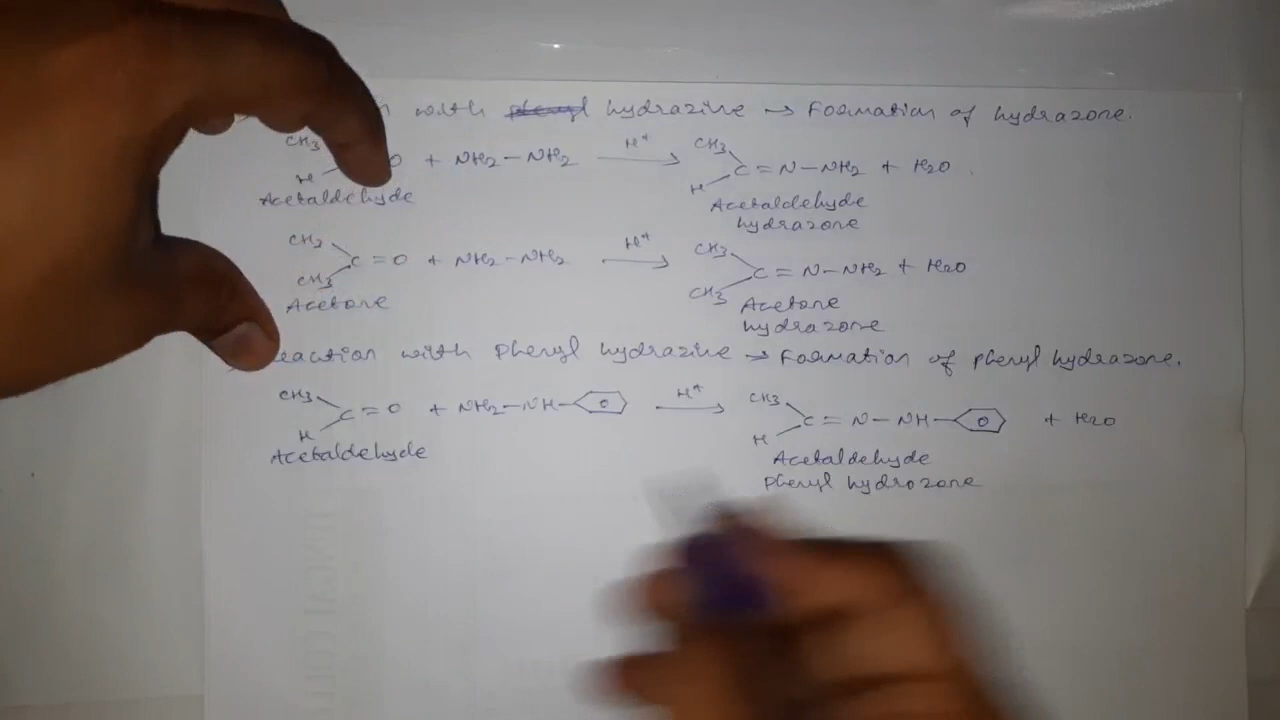 with phenyl hydrazine → Formation of hydrazone.
CH3 H O + NH2-NH2 H+ → CH3 H C=N-NH2 + H2O
Acetaldehyde Acetaldehyde
hydrazone
CH3 CH3 C=O + NH2-NH2 H+ → CH3 CH3 C=N-NH2 + H2O
Acetone Acetone
hydrazone
eaction with Phenyl hydrazine → Formation of Phenyl hydrazone.
CH3 H C=O + NH2-NH- H+ → CH3 H C=N-NH- + H2O
Acetaldehyde Acetaldehyde
Phenyl hydrozone